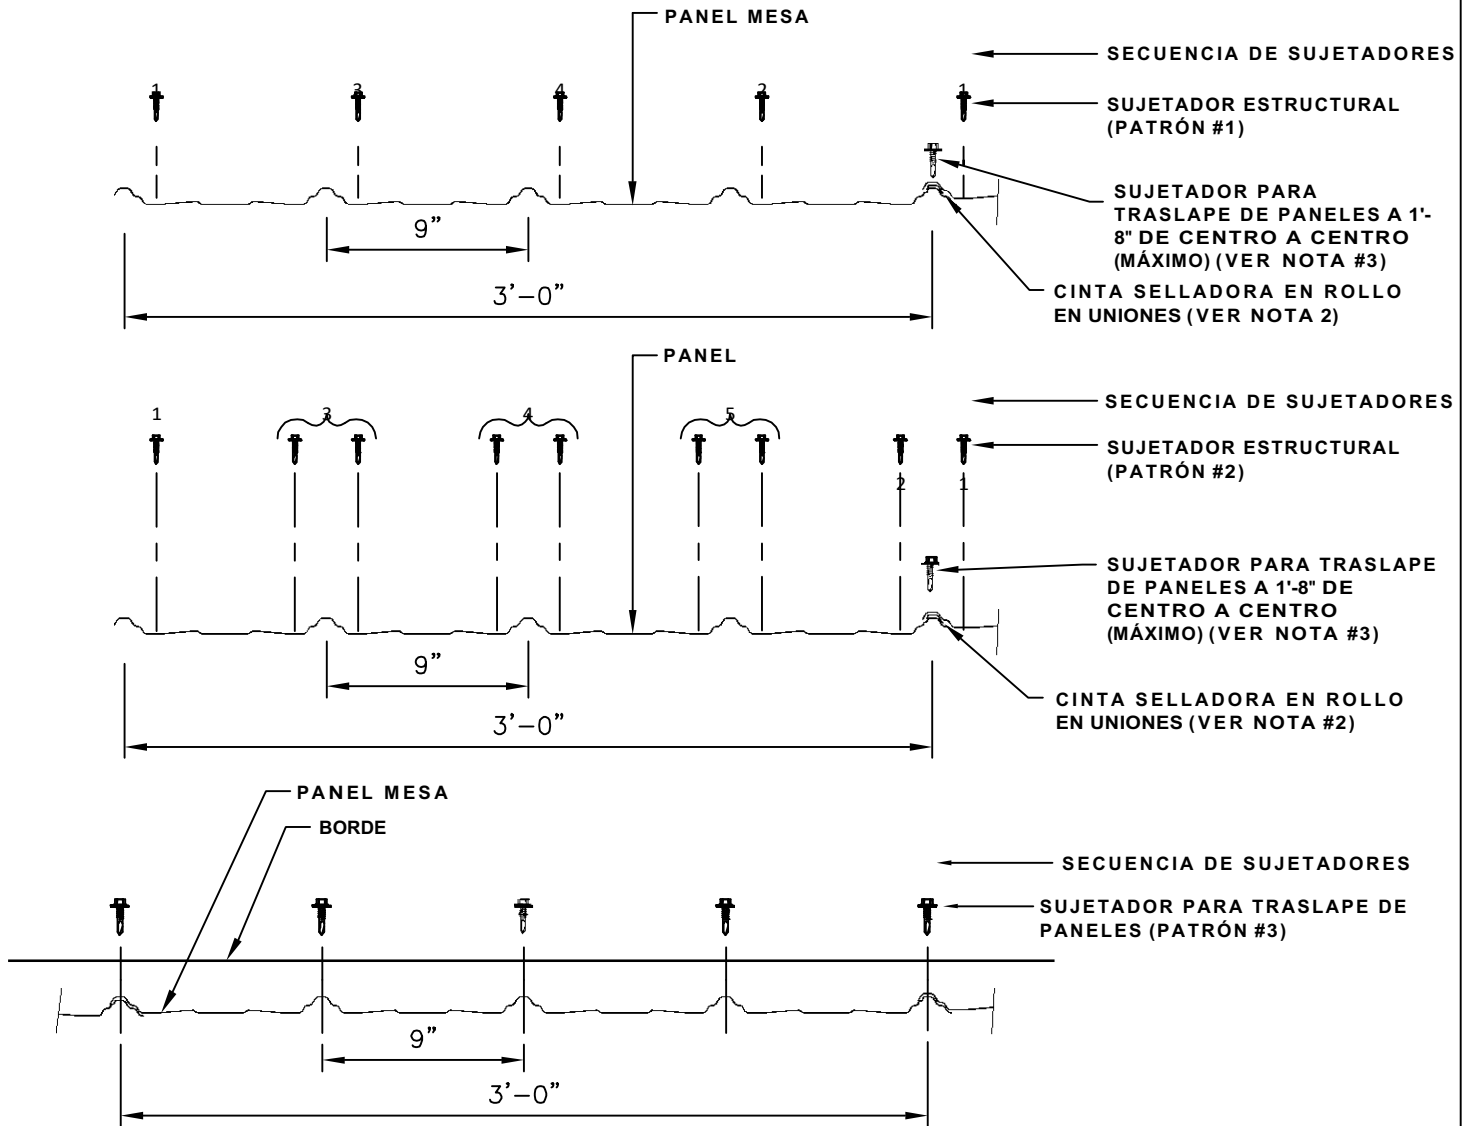 PANEL MESA
SECUENCIA DE SUJETADORES
1 3 4 2 1
SUJETADOR ESTRUCTURAL
(PATRÓN #1)
SUJETADOR PARA
TRASLAPE DE PANELES A 1'-
8" DE CENTRO A CENTRO
(MÁXIMO) (VER NOTA #3)
9”
3’-0”
CINTA SELLADORA EN ROLLO
EN UNIONES (VER NOTA 2)
PANEL
SECUENCIA DE SUJETADORES
1 3 4 5
SUJETADOR ESTRUCTURAL
(PATRÓN #2)
2 1
SUJETADOR PARA TRASLAPE
DE PANELES A 1'-8" DE
CENTRO A CENTRO
(MÁXIMO) (VER NOTA #3)
9”
3’-0”
CINTA SELLADORA EN ROLLO
EN UNIONES (VER NOTA #2)
PANEL MESA
BORDE
SECUENCIA DE SUJETADORES
SUJETADOR PARA TRASLAPE DE
PANELES (PATRÓN #3)
9”
3’-0”